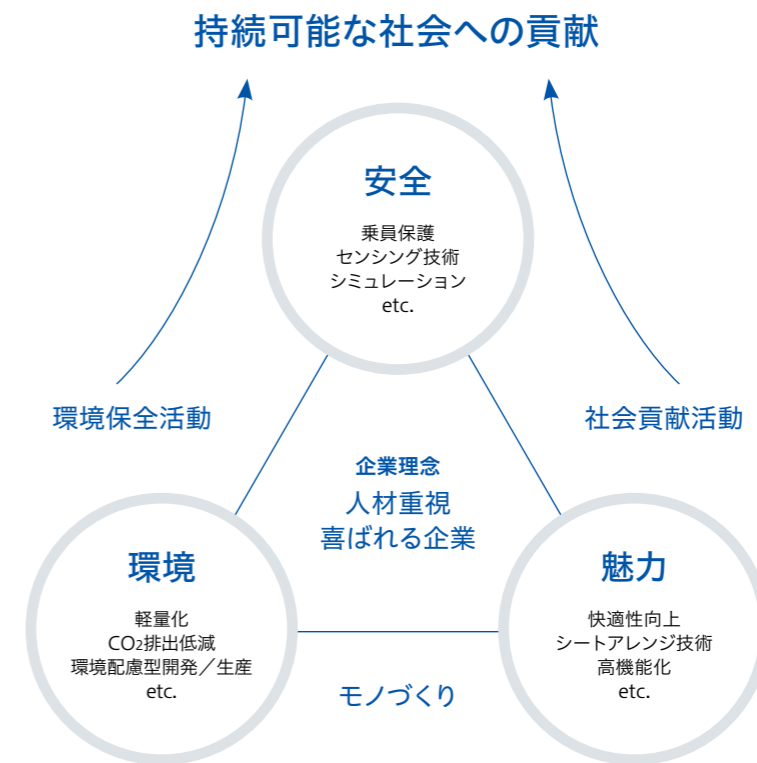 持続可能な社会への貢献
安全
乗員保護
センシング技術
シミュレーション
etc.
環境保全活動
社会貢献活動
企業理念
人材重視
喜ばれる企業
環境
軽量化
CO₂排出低減
環境配慮型開発／生産
etc.
魅力
快適性向上
シートアレンジ技術
高機能化
etc.
モノづくり